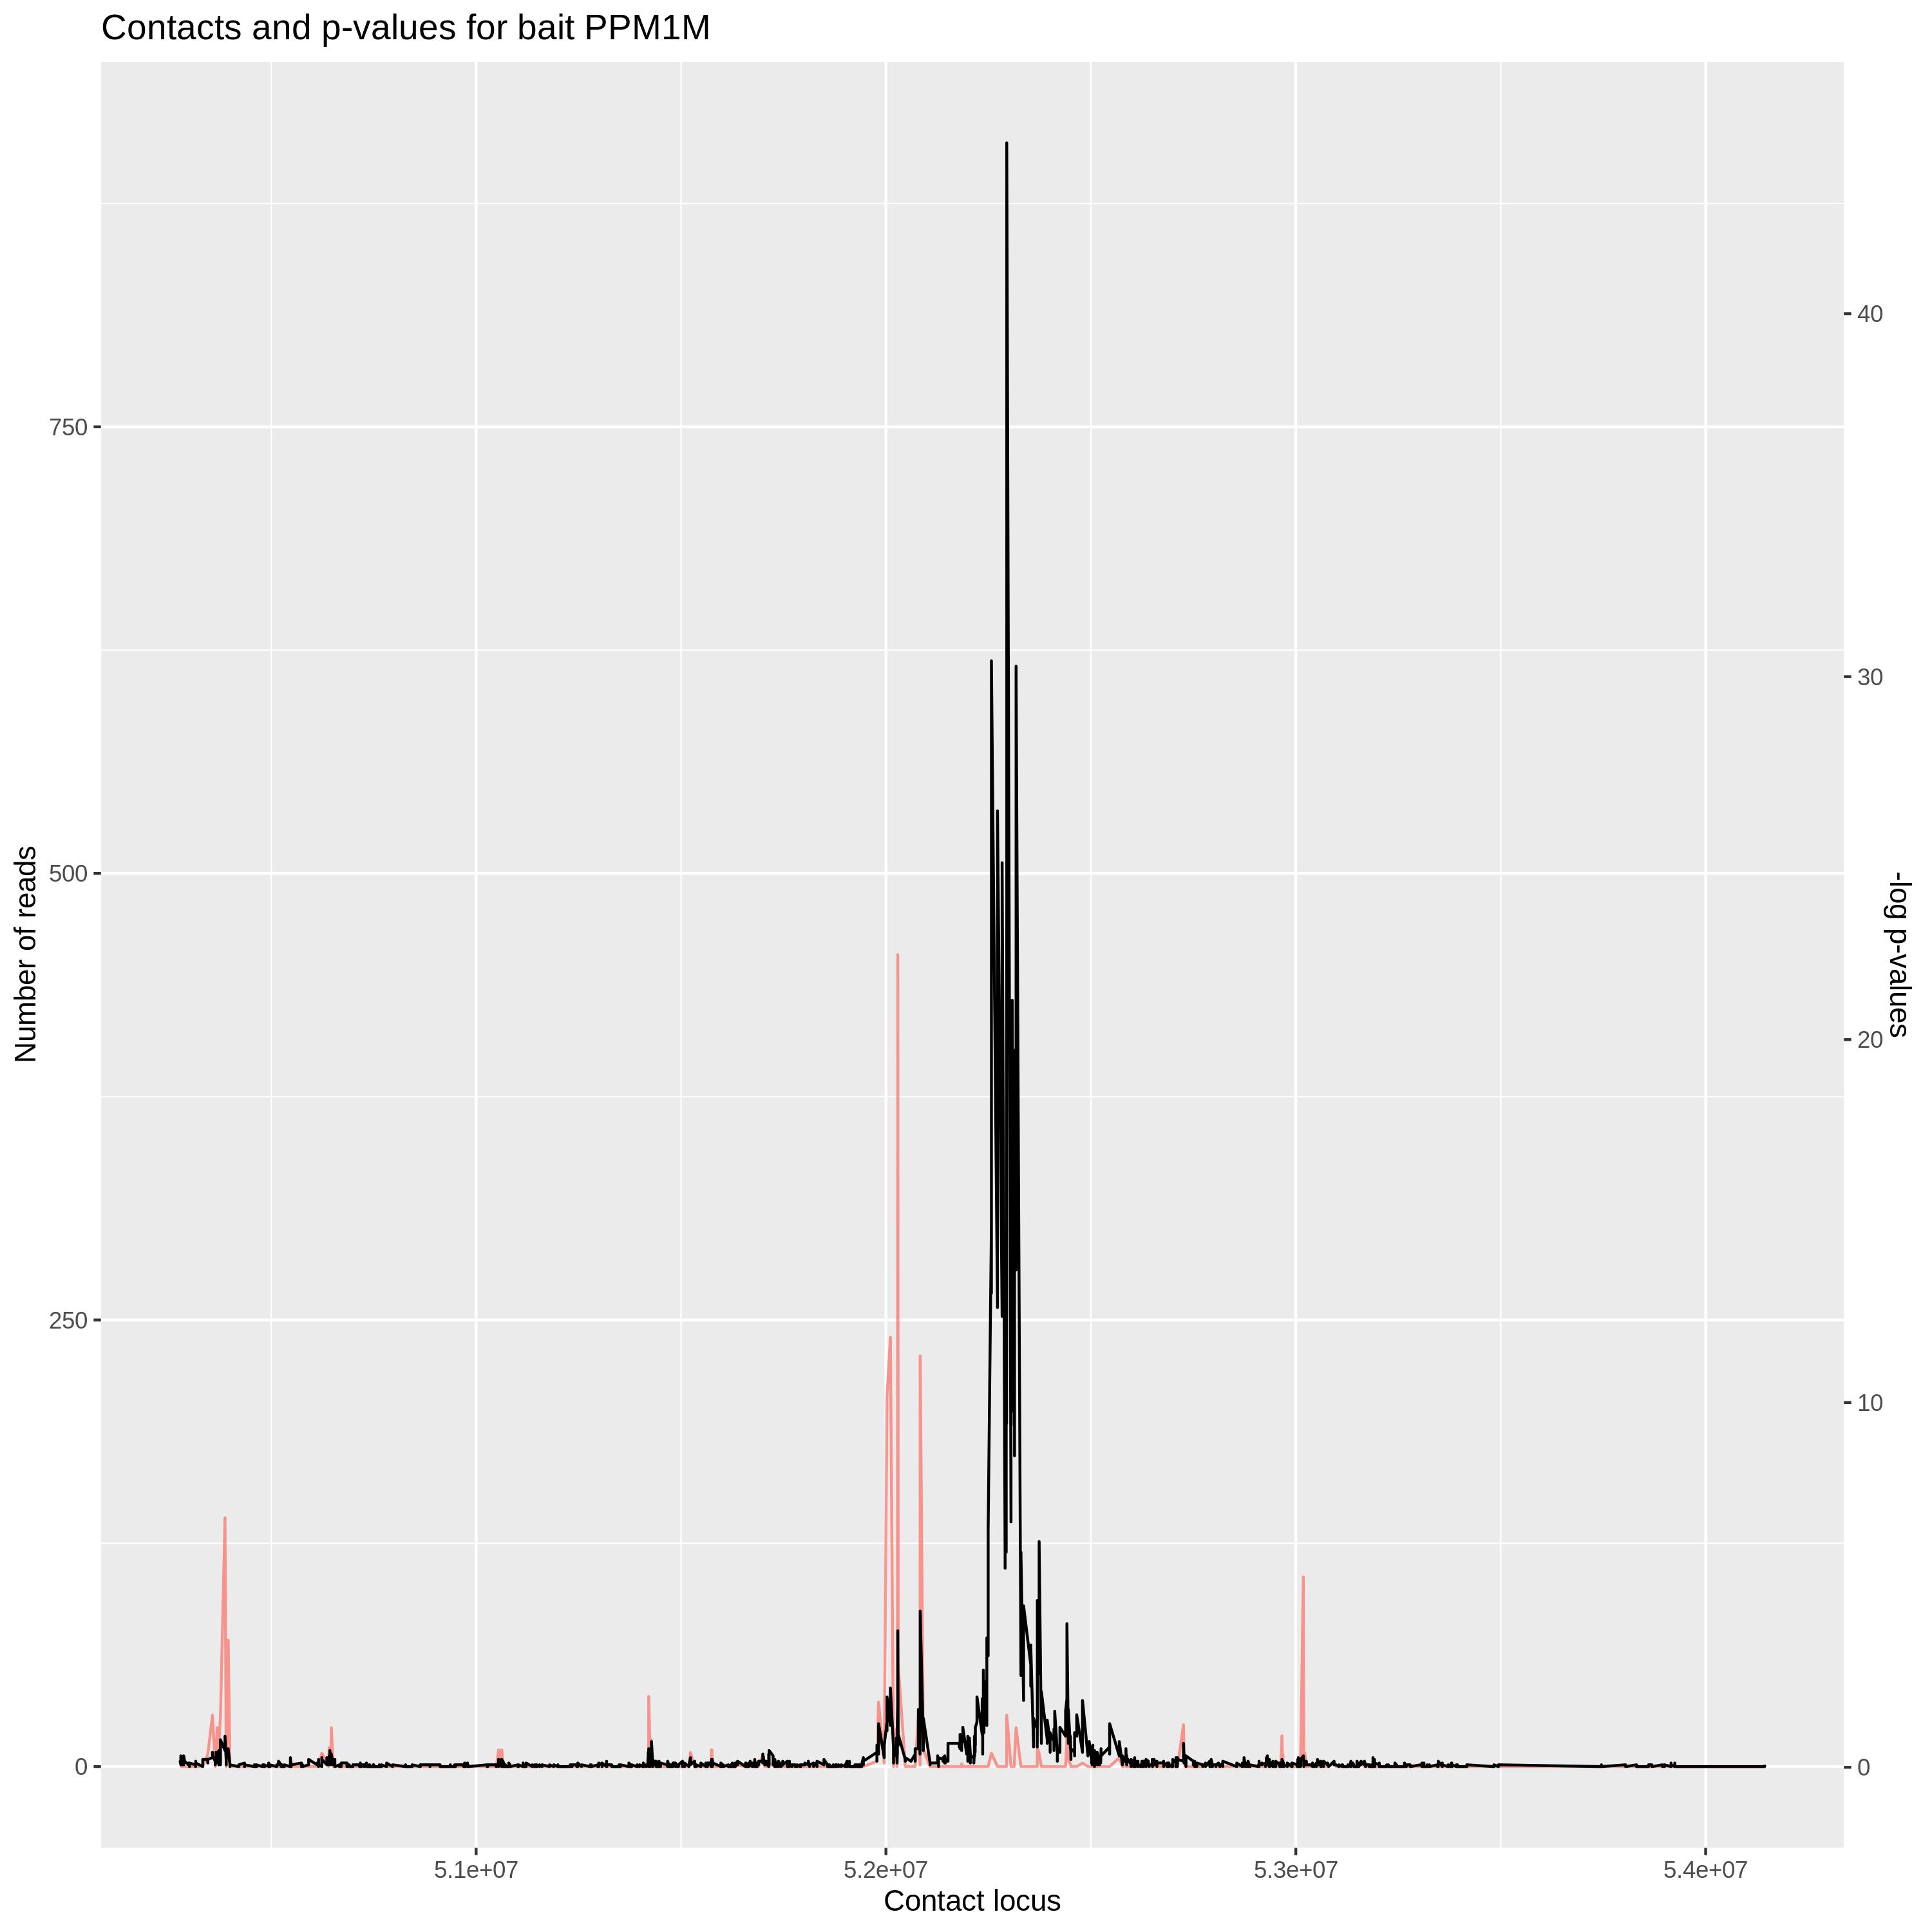 Contacts and p-values for bait PPM1M
Number of reads
750
500
250
0
-log p-values
40
30
20
10
0
5.1e+07
5.2e+07
5.3e+07
5.4e+07
Contact locus